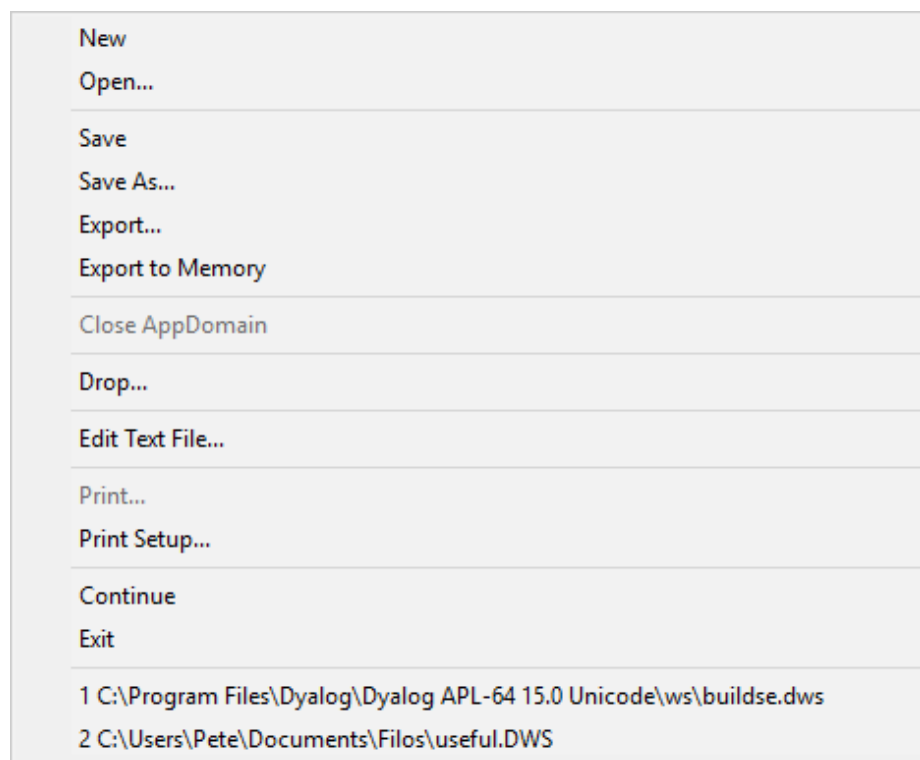 New
Open...
Save
Save As...
Export...
Export to Memory
Close AppDomain
Drop...
Edit Text File...
Print...
Print Setup...
Continue
Exit
1 C:\Program Files\Dyalog\Dyalog APL-64 15.0 Unicode\ws\buildse.dws
2 C:\Users\Pete\Documents\Filos\useful.DWS